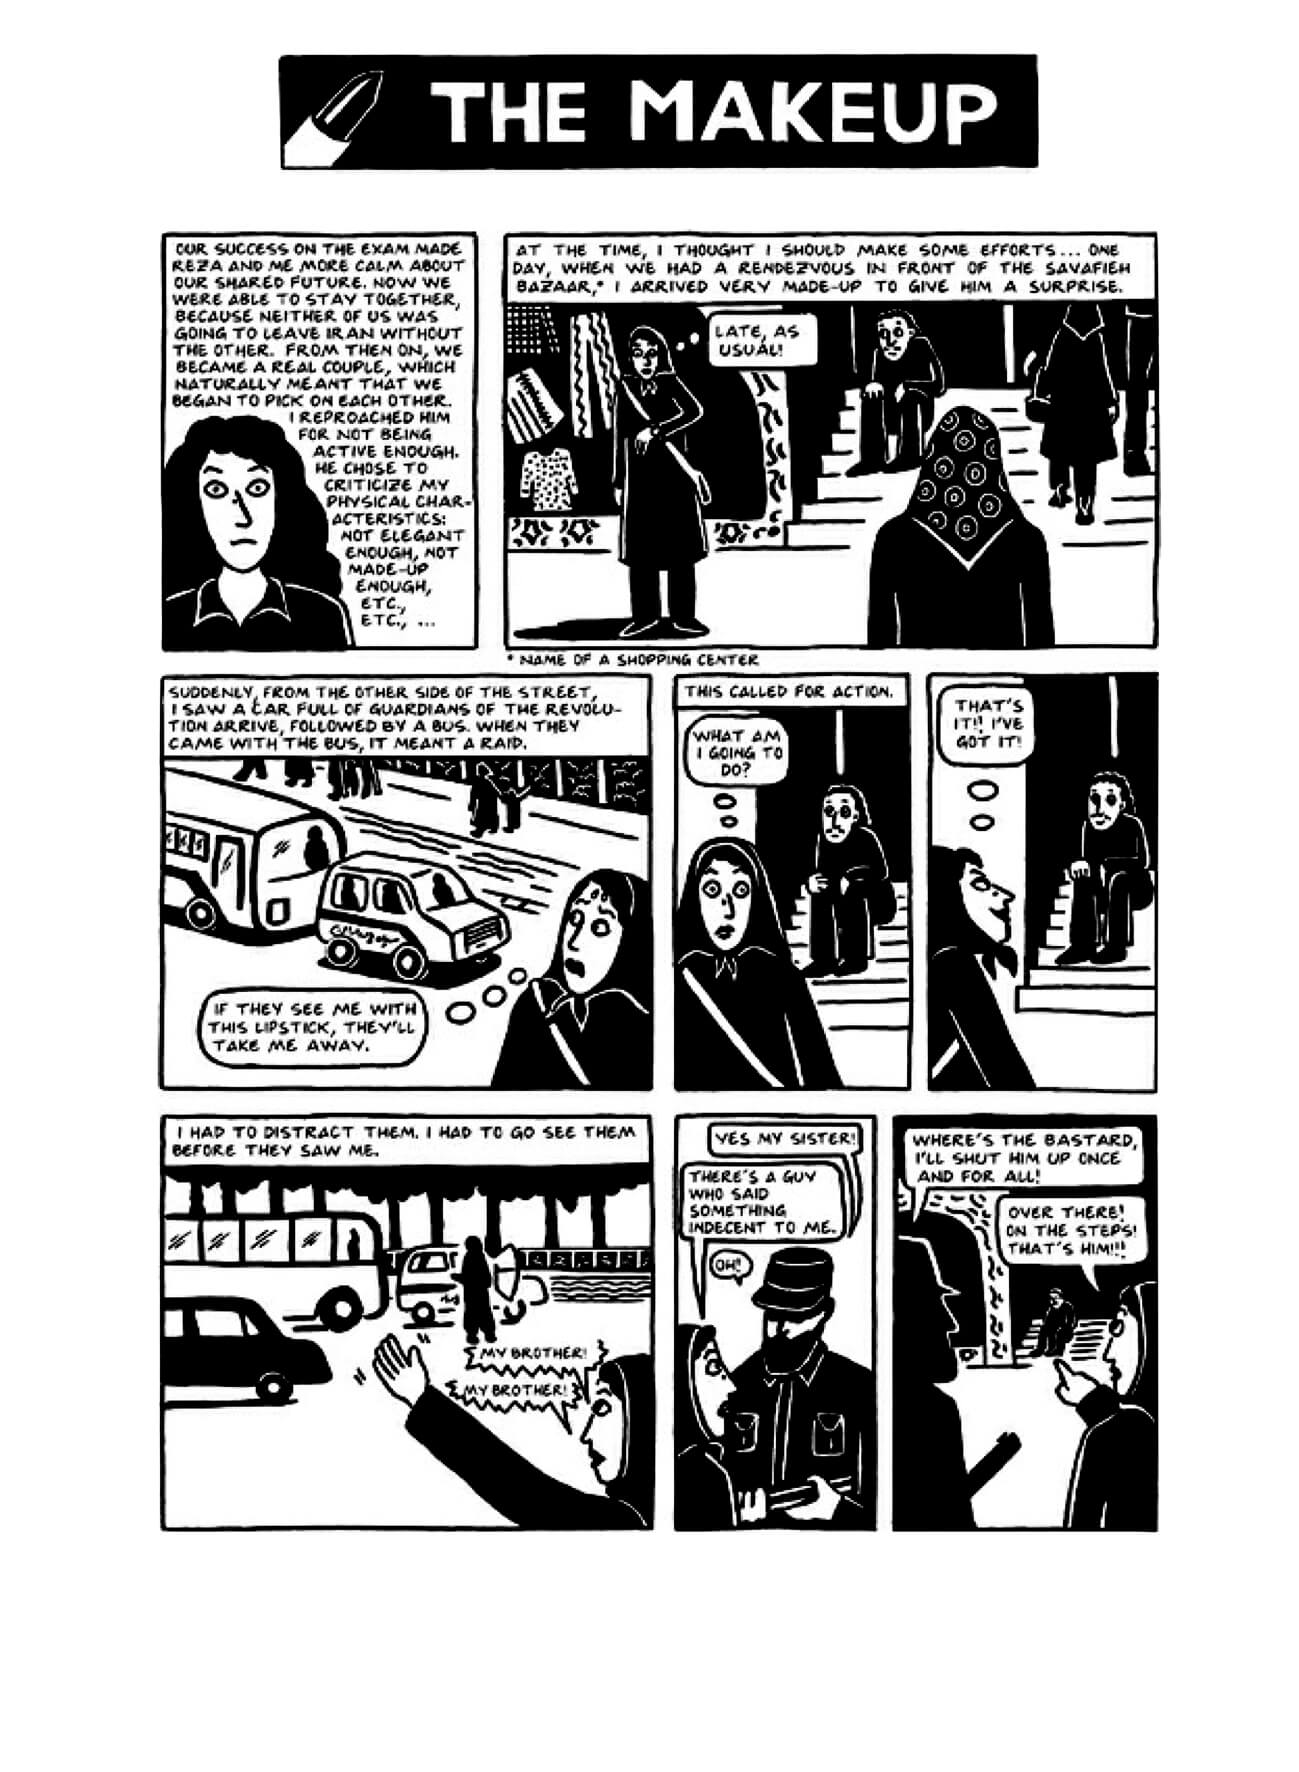 THE MAKEUP
OUR SUCCESS ON THE EXAM MADE
REZA AND ME MORE CALM ABOUT
OUR SHARED FUTURE. NOW WE
WERE ABLE TO STAY TOGETHER,
BECAUSE NEITHER OF US WAS
GOING TO LEAVE IRAN WITHOUT
THE OTHER. FROM THEN ON, WE
BECAME A REAL COUPLE, WHICH
NATURALLY MEANT THAT WE
BEGAN TO PICK ON EACH OTHER.
I REPROACHED HIM
FOR NOT BEING
ACTIVE ENOUGH.
HE CHOSE TO
CRITICIZE MY
PHYSICAL CHAR-
ACTERISTICS:
NOT ELEGANT
ENOUGH, NOT
MADE-UP
ENOUGH,
ETC.,
ETC., ...
AT THE TIME, I THOUGHT I SHOULD MAKE SOME EFFORTS... ONE
DAY, WHEN WE HAD A RENDEZVOUS IN FRONT OF THE SAVAFIEH
BAZAAR,* I ARRIVED VERY MADE-UP TO GIVE HIM A SURPRISE.
LATE, AS
USUAL!
* NAME OF A SHOPPING CENTER
SUDDENLY, FROM THE OTHER SIDE OF THE STREET,
I SAW A CAR FULL OF GUARDIANS OF THE REVOLU-
TION ARRIVE, FOLLOWED BY A BUS. WHEN THEY
CAME WITH THE BUS, IT MEANT A RAID.
IF THEY SEE ME WITH
THIS LIPSTICK, THEY'LL
TAKE ME AWAY.
THIS CALLED FOR ACTION.
WHAT AM
I GOING TO
DO?
THAT'S
IT!! I'VE
GOT IT!
I HAD TO DISTRACT THEM. I HAD TO GO SEE THEM
BEFORE THEY SAW ME.
MY BROTHER!
MY BROTHER!
YES MY SISTER!
THERE'S A GUY
WHO SAID
SOMETHING
INDECENT TO ME.
OH!
WHERE'S THE BASTARD,
I'LL SHUT HIM UP ONCE
AND FOR ALL!
OVER THERE!
ON THE STEPS!
THAT'S HIM!!!